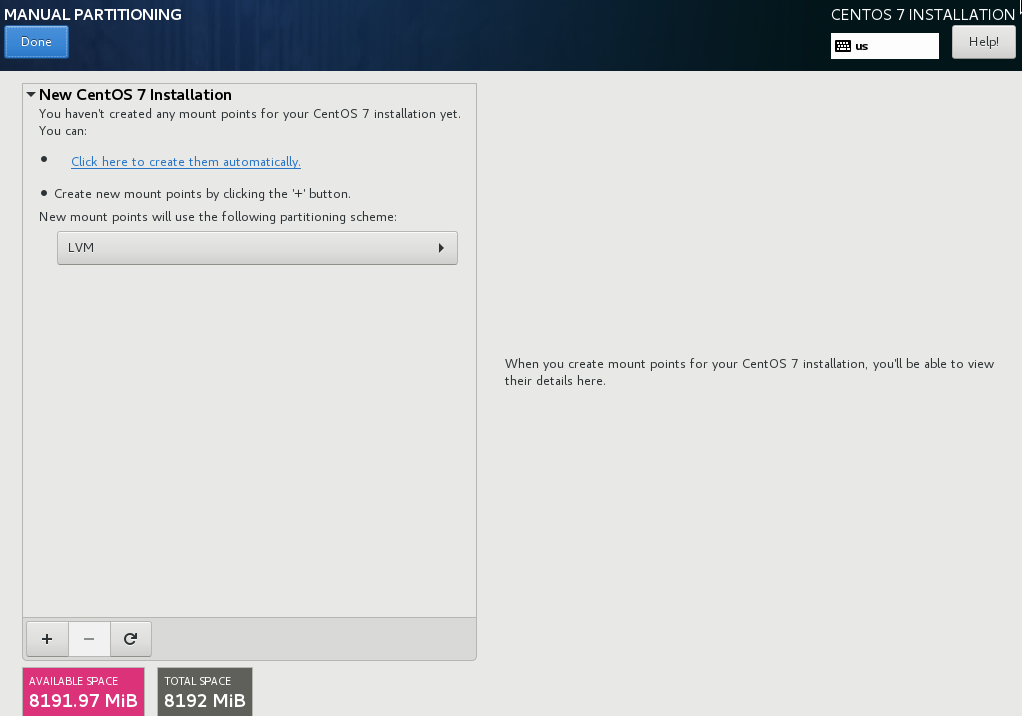 MANUAL PARTITIONING
CENTOS 7 INSTALLATION
Done
us
Help!
New CentOS 7 Installation
You haven't created any mount points for your CentOS 7 installation yet.
You can:
• Click here to create them automatically.
• Create new mount points by clicking the '+' button.
New mount points will use the following partitioning scheme:
LVM
When you create mount points for your CentOS 7 installation, you'll be able to view
their details here.
+ −
AVAILABLE SPACE
8191.97 MiB
TOTAL SPACE
8192 MiB